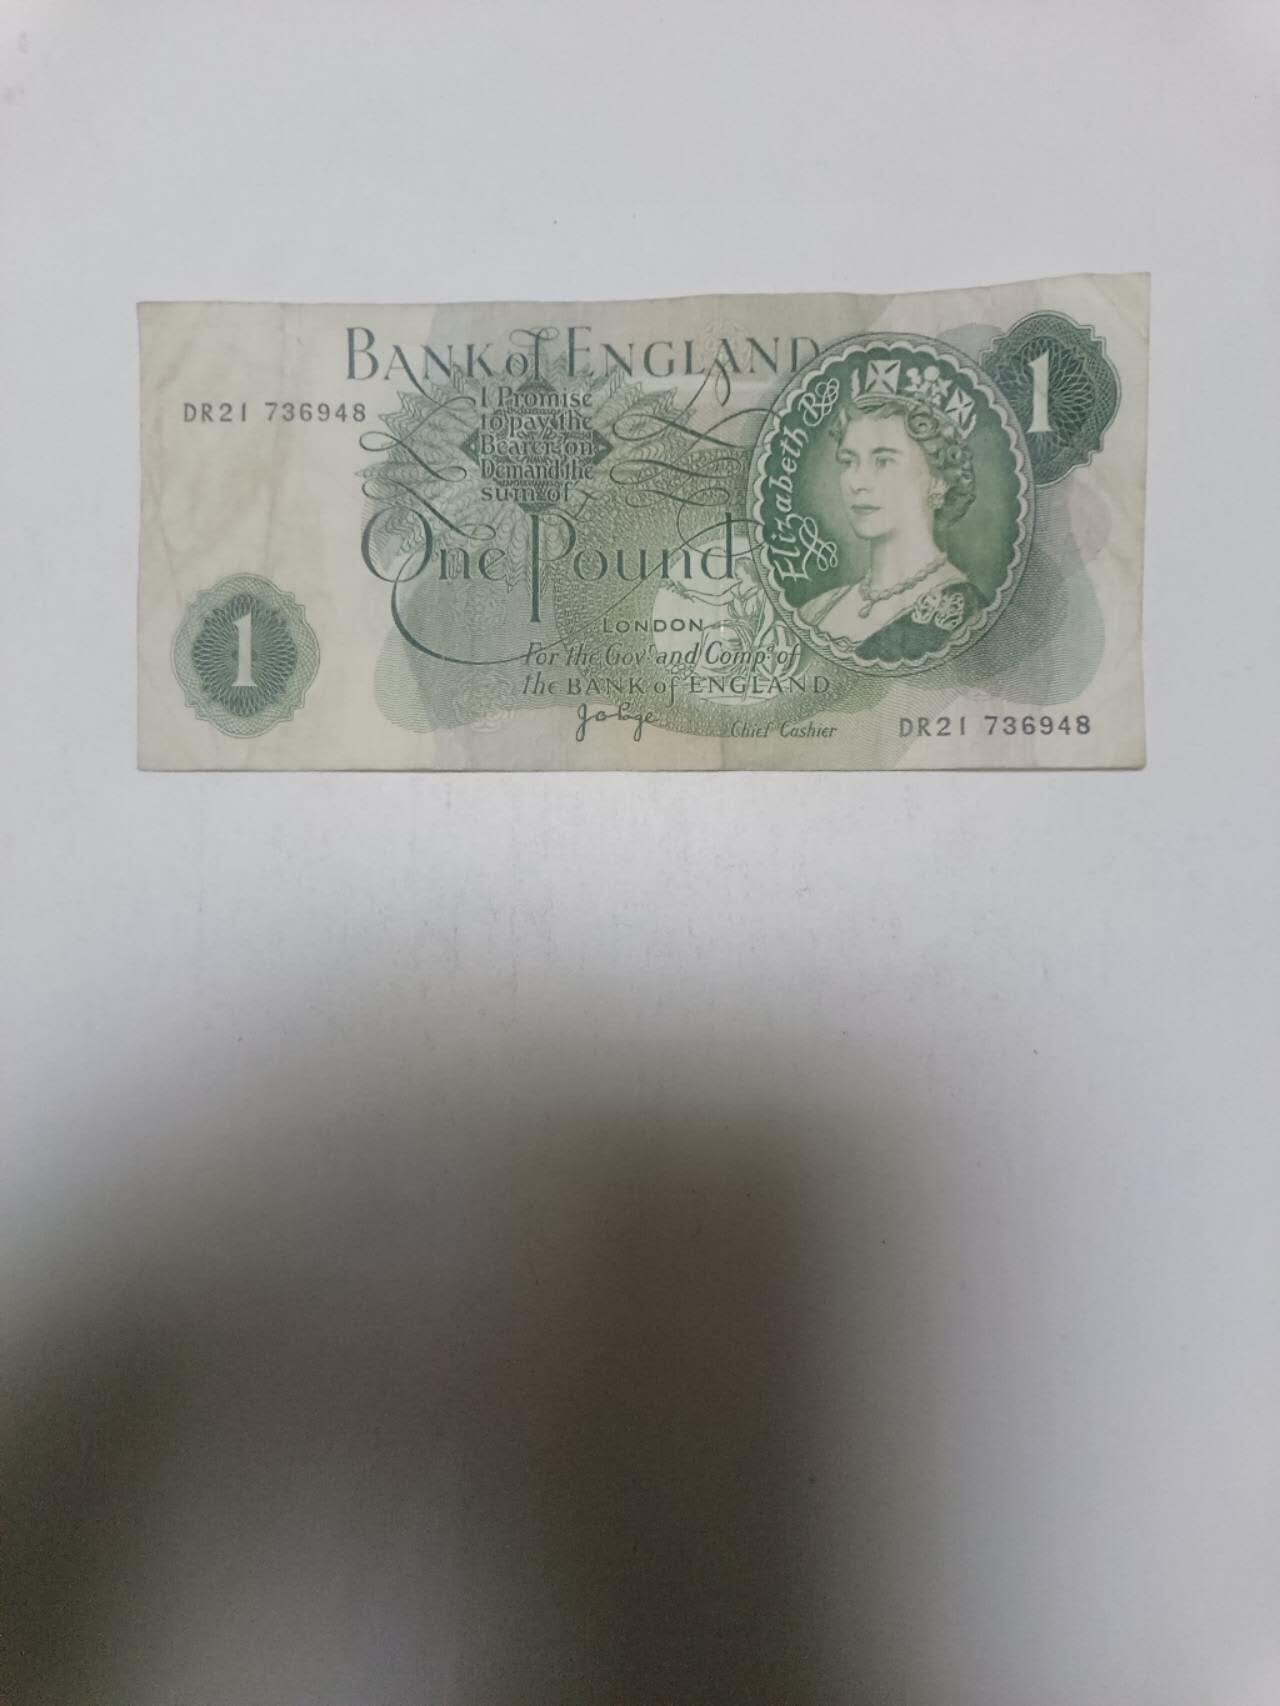 BANK of ENGLAND
1
DR21 736948
I Promise
to pay the
Bearer on
Demand the
sum of
Elizabeth R
One Pound
1
LONDON
For the Govr. and Compa. of
the BANK of ENGLAND
Chief Cashier
DR21 736948